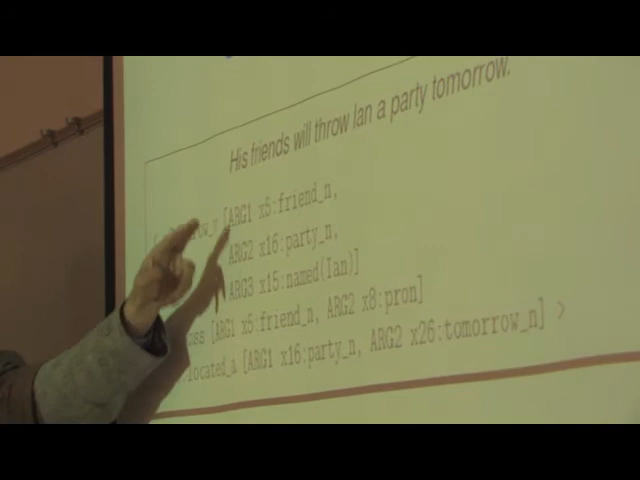 His friends will throw Ian a party tomorrow.
[ARG1 x5:friend_n,
ARG2 x16:party_n,
ARG3 x15:named(Ian)]
[ARG1 x5:friend_n, ARG2 x8:pron]
located_a [ARG1 x16:party_n, ARG2 x26:tomorrow_n] >